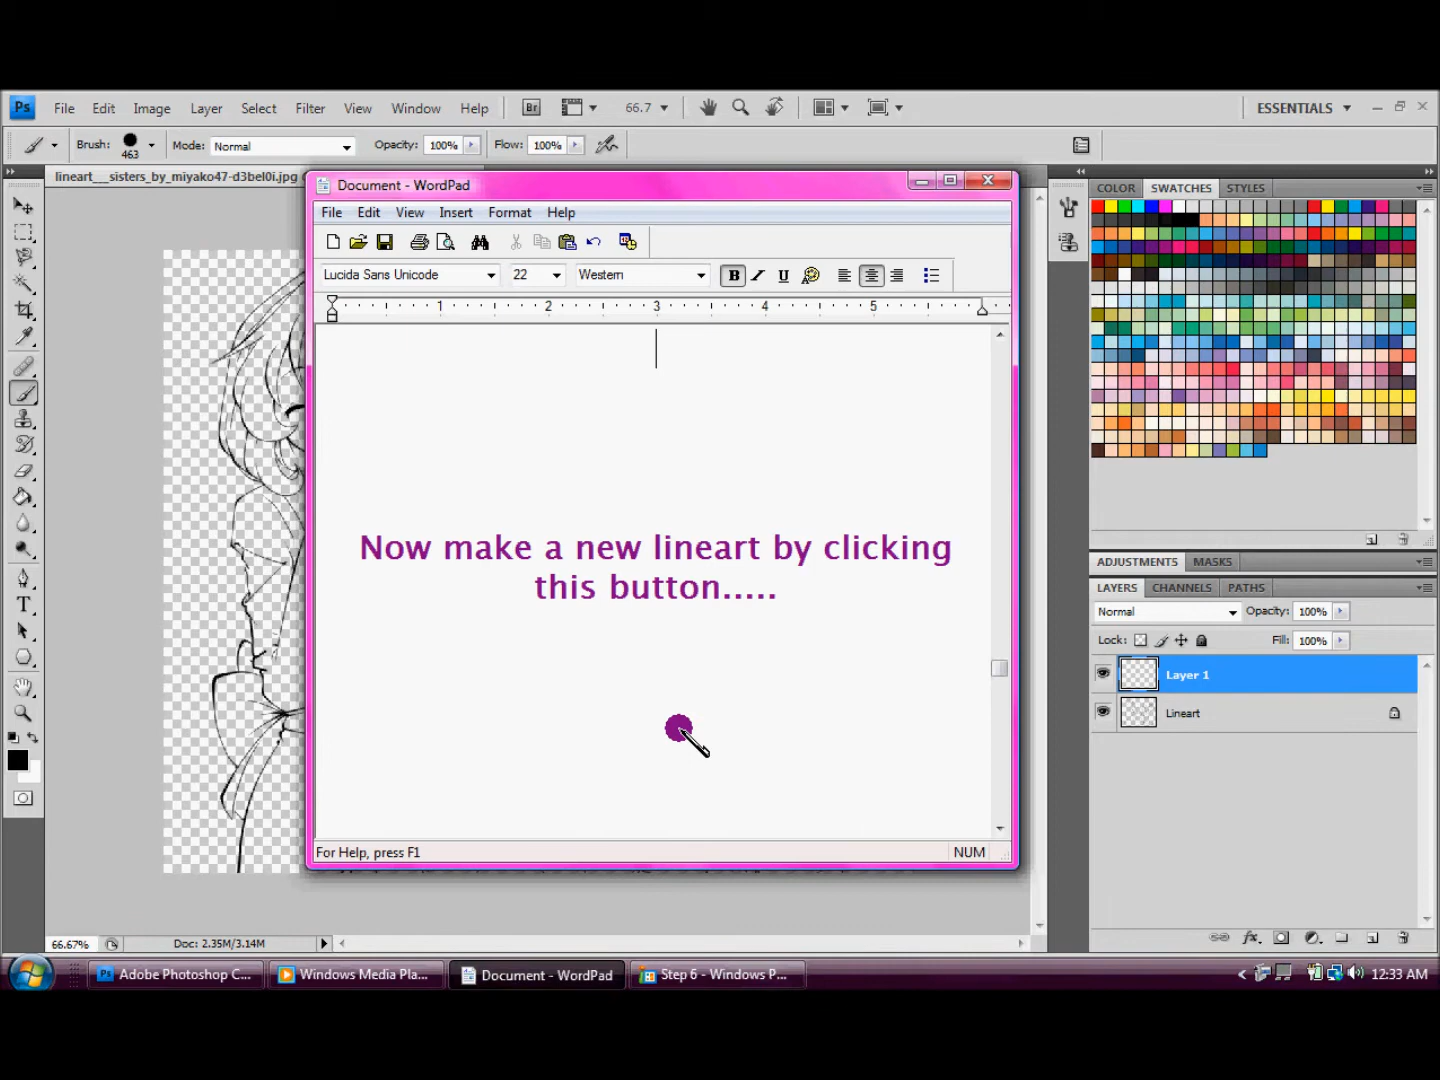 Ps File Edit Image Layer Select Filter View Window Help Br 66.7 ESSENTIALS
Brush: 463 Mode: Normal Opacity: 100% Flow: 100%
lineart___sisters_by_miyako47-d3bel0i.jpg
Document - WordPad
File Edit View Insert Format Help
Lucida Sans Unicode 22 Western B I U
1 2 3 4 5
Now make a new lineart by clicking
this button.....
For Help, press F1 NUM
COLOR SWATCHES STYLES
ADJUSTMENTS MASKS
LAYERS CHANNELS PATHS
Normal Opacity: 100%
Lock: Fill: 100%
Layer 1
Lineart
fx
66.67% Doc: 2.35M/3.14M
Ps Adobe Photoshop C... Windows Media Pla... Document - WordPad Step 6 - Windows P... 12:33 AM